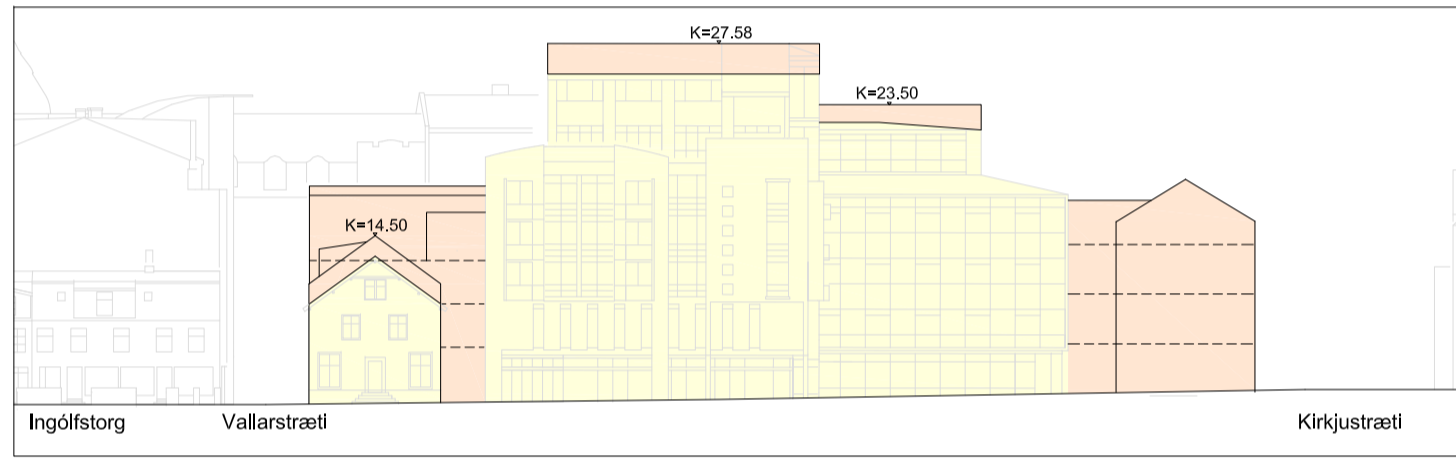 K=27.58
K=23.50
K=14.50
Ingólfstorg
Vallarstræti
Kirkjustræti